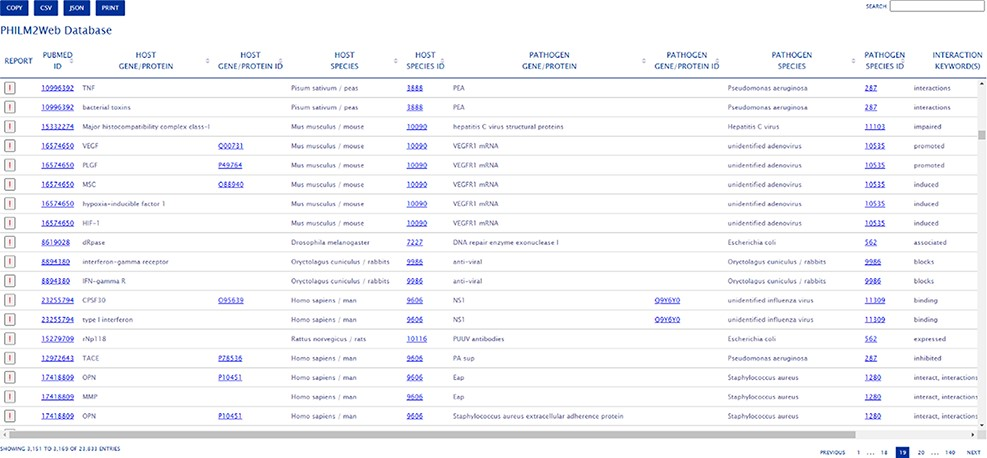 COPY CSV JSON PRINT SEARCH:
PHILM2Web Database
REPORT PUBMED ID HOST GENE/PROTEIN HOST GENE/PROTEIN ID HOST SPECIES HOST SPECIES ID PATHOGEN GENE/PROTEIN PATHOGEN GENE/PROTEIN ID PATHOGEN SPECIES PATHOGEN SPECIES ID INTERACTION KEYWORD(S)
! 10996392 TNF Pisum sativum / peas 3888 PEA Pseudomonas aeruginosa 287 interactions
! 10996392 bacterial toxins Pisum sativum / peas 3888 PEA Pseudomonas aeruginosa 287 interactions
! 15332274 Major histocompatibility complex class-I Mus musculus / mouse 10090 hepatitis C virus structural proteins Hepatitis C virus 11103 impaired
! 16574650 VEGF Q00731 Mus musculus / mouse 10090 VEGFR1 mRNA unidentified adenovirus 10535 promoted
! 16574650 PLGF P49764 Mus musculus / mouse 10090 VEGFR1 mRNA unidentified adenovirus 10535 promoted
! 16574650 MSC O88940 Mus musculus / mouse 10090 VEGFR1 mRNA unidentified adenovirus 10535 induced
! 16574650 hypoxia-inducible factor 1 Mus musculus / mouse 10090 VEGFR1 mRNA unidentified adenovirus 10535 induced
! 16574650 HIF-1 Mus musculus / mouse 10090 VEGFR1 mRNA unidentified adenovirus 10535 induced
! 8619028 dRpase Drosophila melanogaster 7227 DNA repair enzyme exonuclease I Escherichia coli 562 associated
! 8894380 interferon-gamma receptor Oryctolagus cuniculus / rabbits 9986 anti-viral Oryctolagus cuniculus / rabbits 9986 blocks
! 8894380 IFN-gamma R Oryctolagus cuniculus / rabbits 9986 anti-viral Oryctolagus cuniculus / rabbits 9986 blocks
! 23255794 CPSF30 O95639 Homo sapiens / man 9606 NS1 Q9Y6Y0 unidentified influenza virus 11309 binding
! 23255794 type I interferon Homo sapiens / man 9606 NS1 Q9Y6Y0 unidentified influenza virus 11309 binding
! 15279709 rNp118 Rattus norvegicus / rats 10116 PUUV antibodies Escherichia coli 562 expressed
! 12972643 TACE P78536 Homo sapiens / man 9606 PA sup Pseudomonas aeruginosa 287 inhibited
! 17418809 OPN P10451 Homo sapiens / man 9606 Eap Staphylococcus aureus 1280 interact, interactions
! 17418809 MMP Homo sapiens / man 9606 Eap Staphylococcus aureus 1280 interact, interactions
! 17418809 OPN P10451 Homo sapiens / man 9606 Staphylococcus aureus extracellular adherence protein Staphylococcus aureus 1280 interact, interactions
SHOWING 3,151 TO 3,169 OF 23,833 ENTRIES PREVIOUS 1 ... 18 19 20 ... 140 NEXT